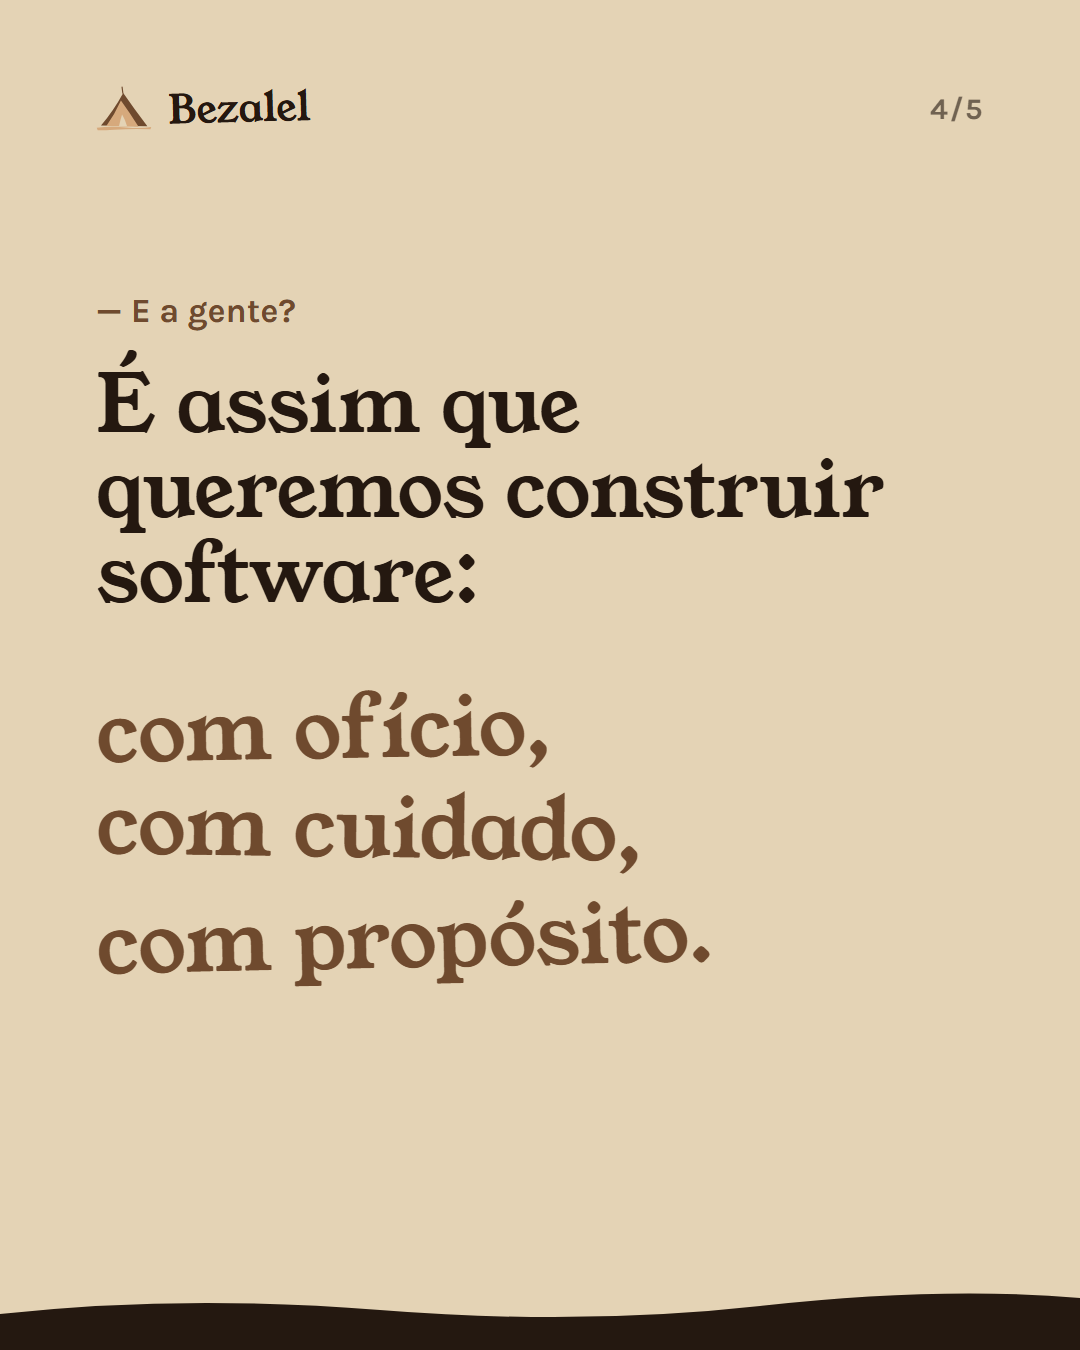 Bezalel
4/5
— E a gente?
É assim que
queremos construir
software:
com ofício,
com cuidado,
com propósito.